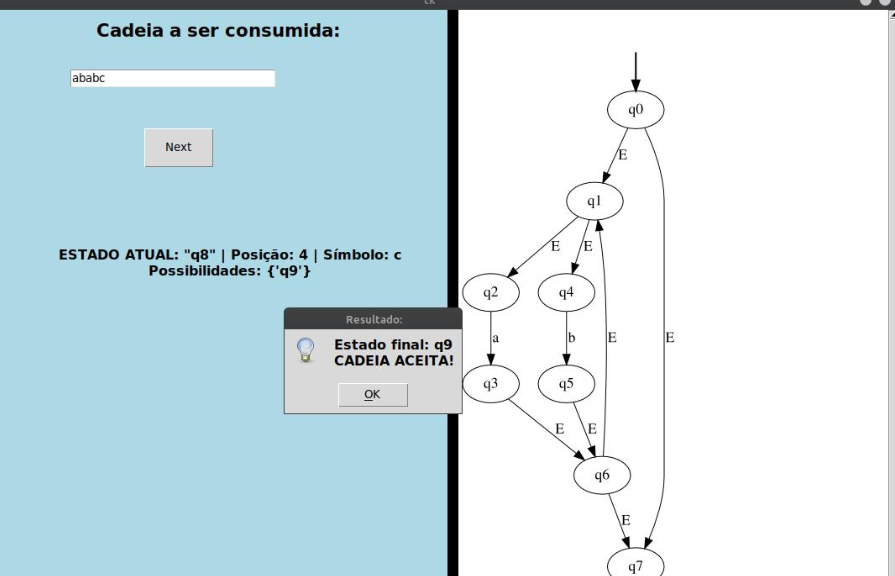 tk
Cadeia a ser consumida:
ababc
Next
ESTADO ATUAL: "q8" | Posição: 4 | Símbolo: c
Possibilidades: {'q9'}
Resultado:
Estado final: q9
CADEIA ACEITA!
OK
q0
E
q1
E
E
q2
q4
a
b
E
E
q3
q5
E
E
q6
E
q7